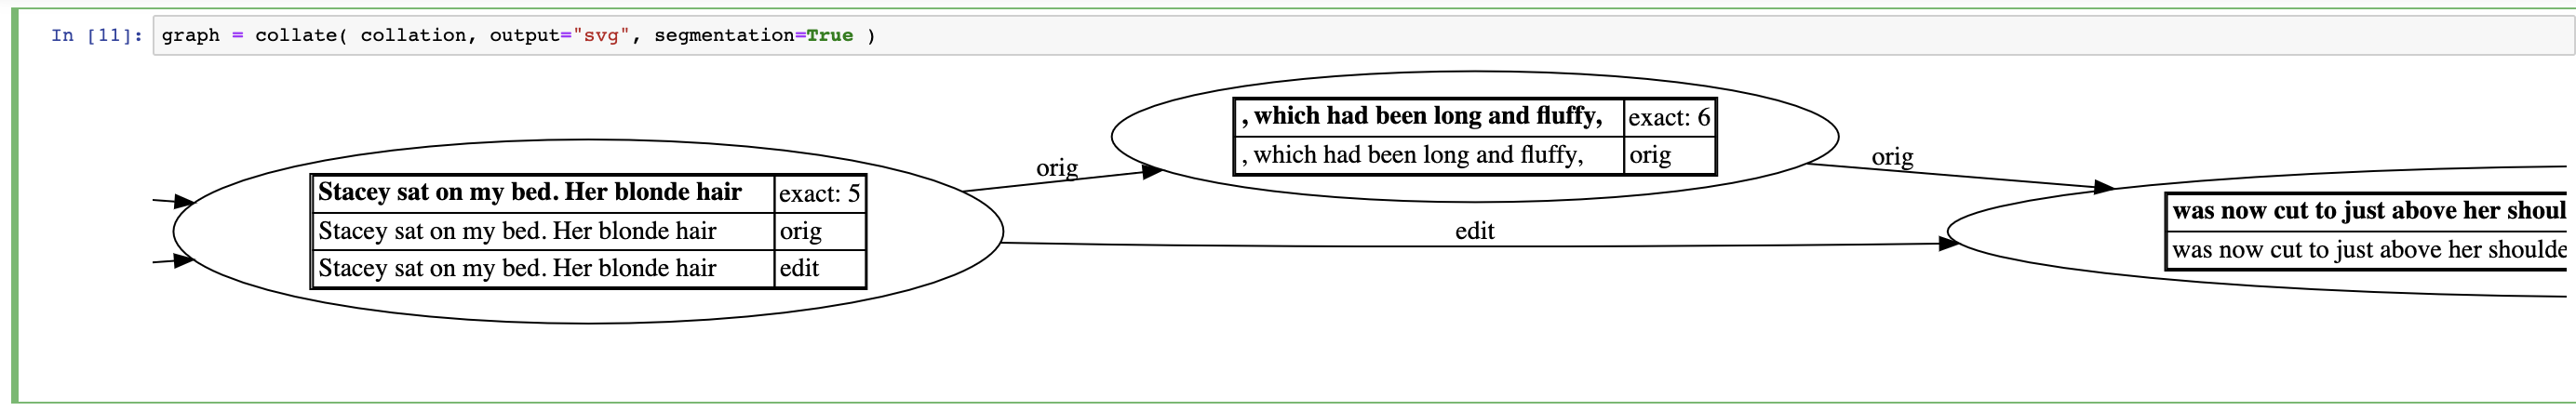 In [11]: graph = collate( collation, output="svg", segmentation=True )
, which had been long and fluffy, exact: 6
, which had been long and fluffy, orig
orig
orig
Stacey sat on my bed. Her blonde hair exact: 5
Stacey sat on my bed. Her blonde hair orig
Stacey sat on my bed. Her blonde hair edit
edit
was now cut to just above her
was now cut to just above her